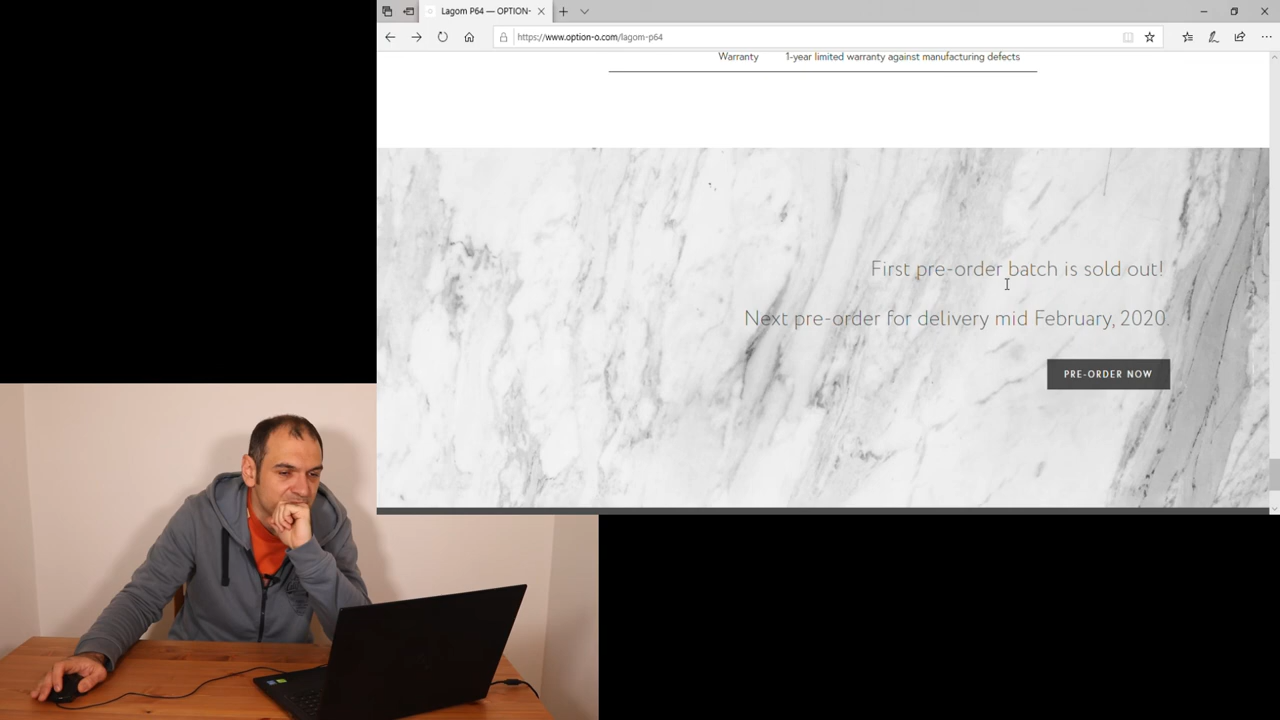 Lagom P64 — OPTION-
https://www.option-o.com/lagom-p64
Warranty 1-year limited warranty against manufacturing defects
First pre-order batch is sold out!
Next pre-order for delivery mid February, 2020.
PRE-ORDER NOW